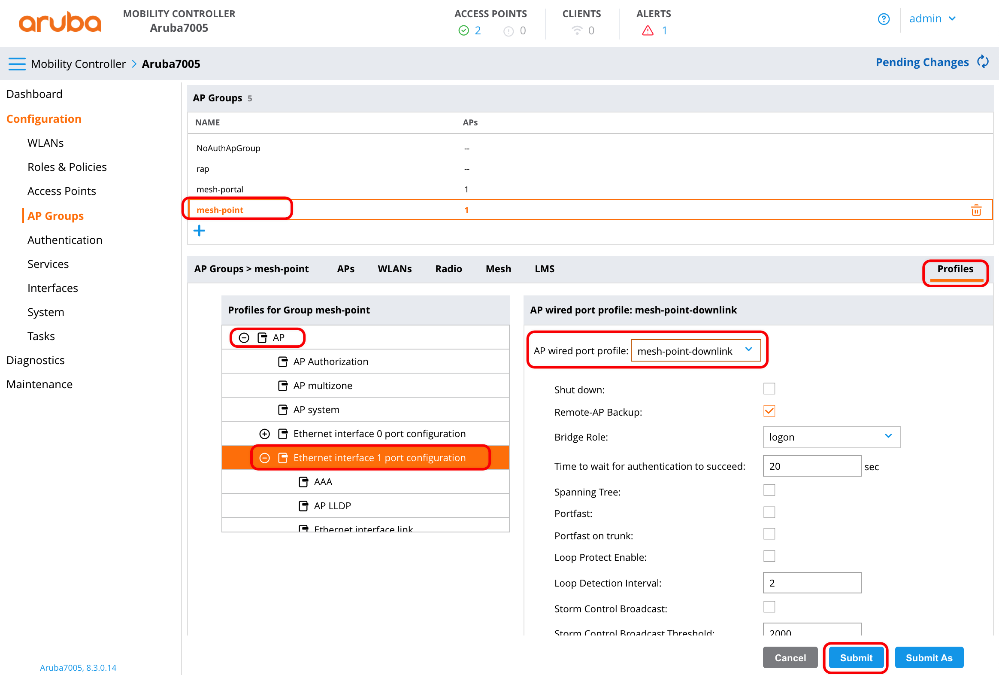 aruba
MOBILITY CONTROLLER
Aruba7005
ACCESS POINTS
2 0
CLIENTS
0
ALERTS
1
admin
Mobility Controller > Aruba7005
Pending Changes
Dashboard
Configuration
WLANs
Roles & Policies
Access Points
AP Groups
Authentication
Services
Interfaces
System
Tasks
Diagnostics
Maintenance
Aruba7005, 8.3.0.14
AP Groups 5
NAME APs
NoAuthApGroup --
rap --
mesh-portal 1
mesh-point 1
AP Groups > mesh-point APs WLANs Radio Mesh LMS Profiles
Profiles for Group mesh-point
AP
AP Authorization
AP multizone
AP system
Ethernet interface 0 port configuration
Ethernet interface 1 port configuration
AAA
AP LLDP
Ethernet interface link
AP wired port profile: mesh-point-downlink
AP wired port profile: mesh-point-downlink
Shut down:
Remote-AP Backup:
Bridge Role: logon
Time to wait for authentication to succeed: 20 sec
Spanning Tree:
Portfast:
Portfast on trunk:
Loop Protect Enable:
Loop Detection Interval: 2
Storm Control Broadcast:
Storm Control Broadcast Threshold: 2000
Cancel Submit Submit As